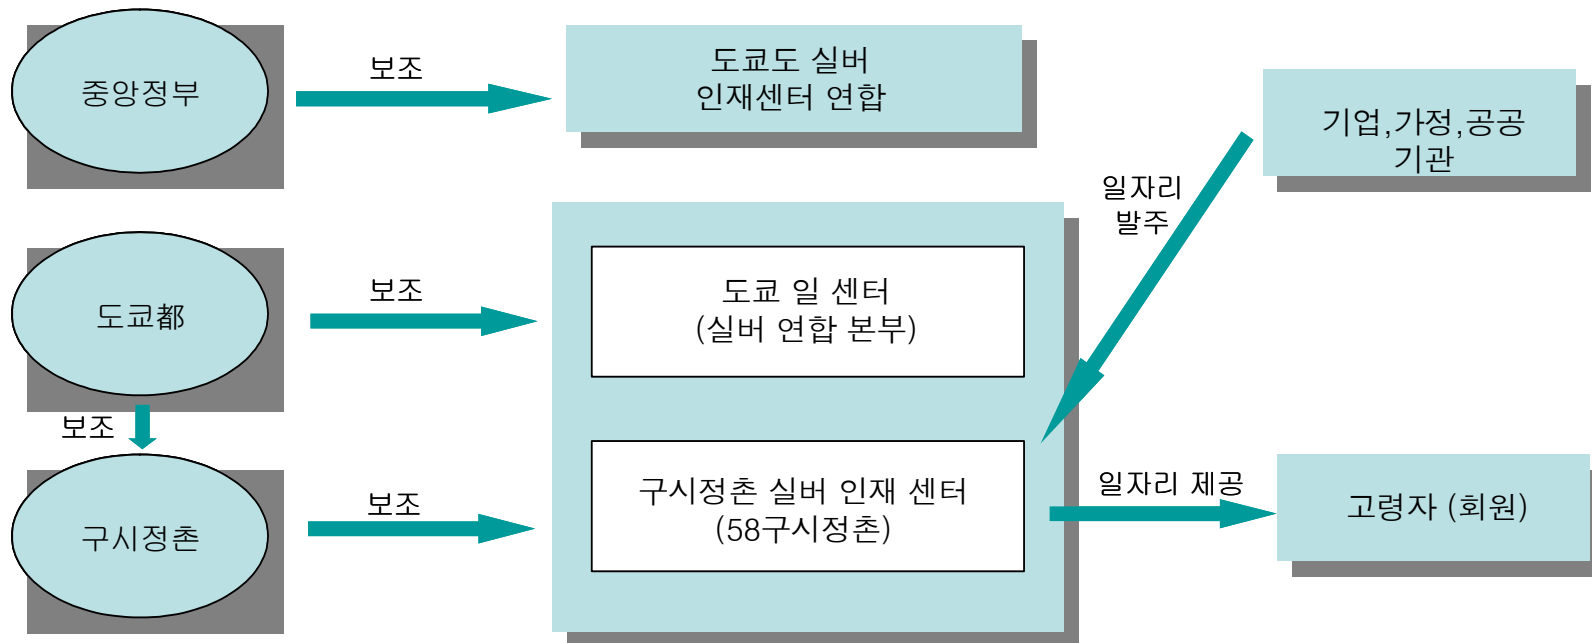 중앙정부
보조
도쿄도 실버
인재센터 연합
기업,가정,공공
기관
일자리
발주
도쿄都
보조
도쿄 일 센터
(실버 연합 본부)
보조
구시정촌
보조
구시정촌 실버 인재 센터
(58구시정촌)
일자리 제공
고령자 (회원)